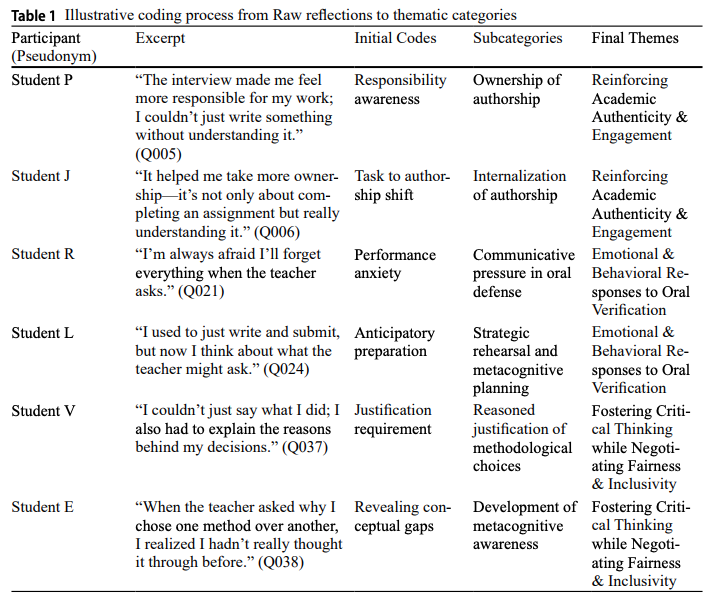 Table 1 Illustrative coding process from Raw reflections to thematic categories
Participant (Pseudonym) Excerpt Initial Codes Subcategories Final Themes
Student P
“The interview made me feel
more responsible for my work;
I couldn’t just write something
without understanding it.”
(Q005)
Responsibility
awareness
Ownership of
authorship
Reinforcing
Academic
Authenticity &
Engagement
Student J
“It helped me take more owner-
ship—it’s not only about com-
pleting an assignment but really
understanding it.” (Q006)
Task to author-
ship shift
Internalization
of authorship
Reinforcing
Academic
Authenticity &
Engagement
Student R
“I’m always afraid I’ll forget
everything when the teacher
asks.” (Q021)
Performance
anxiety
Communicative
pressure in oral
defense
Emotional &
Behavioral Re-
sponses to Oral
Verification
Student L
“I used to just write and submit,
but now I think about what the
teacher might ask.” (Q024)
Anticipatory
preparation
Strategic
rehearsal and
metacognitive
planning
Emotional &
Behavioral Re-
sponses to Oral
Verification
Student V
“I couldn’t just say what I did; I
also had to explain the reasons
behind my decisions.” (Q037)
Justification
requirement
Reasoned
justification of
methodological
choices
Fostering Criti-
cal Thinking
while Negoti-
ating Fairness
& Inclusivity
Student E
“When the teacher asked why I
chose one method over another,
I realized I hadn’t really thought
it through before.” (Q038)
Revealing con-
ceptual gaps
Development of
metacognitive
awareness
Fostering Criti-
cal Thinking
while Negoti-
ating Fairness
& Inclusivity